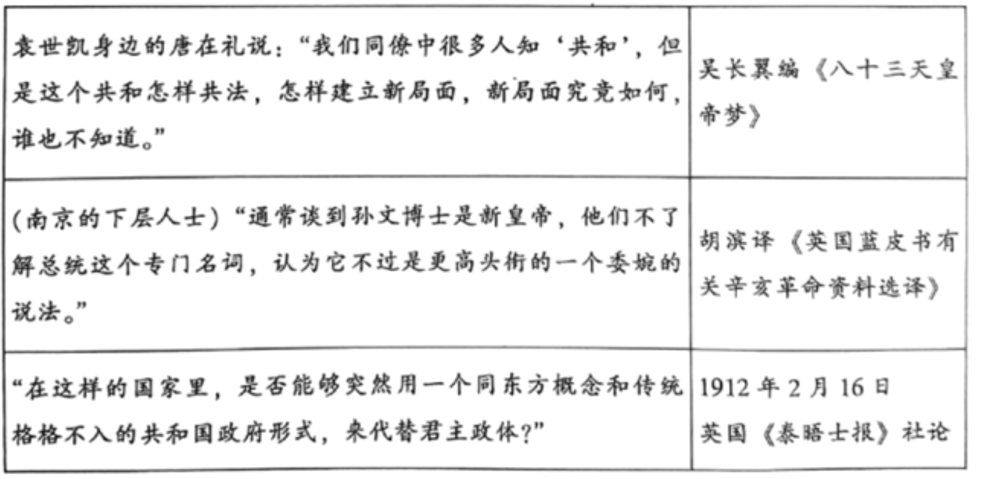 袁世凯身边的唐在礼说：“我们同僚中很多人知‘共和’，但
是这个共和怎样共法，怎样建立新局面，新局面究竟如何，
谁也不知道。”
吴长翼编《八十三天皇
帝梦》
(南京的下层人士)“通常谈到孙文博士是新皇帝，他们不了
解总统这个专门名词，认为它不过是更高头衔的一个委婉的
说法。”
胡滨译《英国蓝皮书有
关辛亥革命资料选译》
“在这样的国家里，是否能够突然用一个同东方概念和传统
格格不入的共和国政府形式，来代替君主政体?”
1912年2月16日
英国《泰晤士报》社论